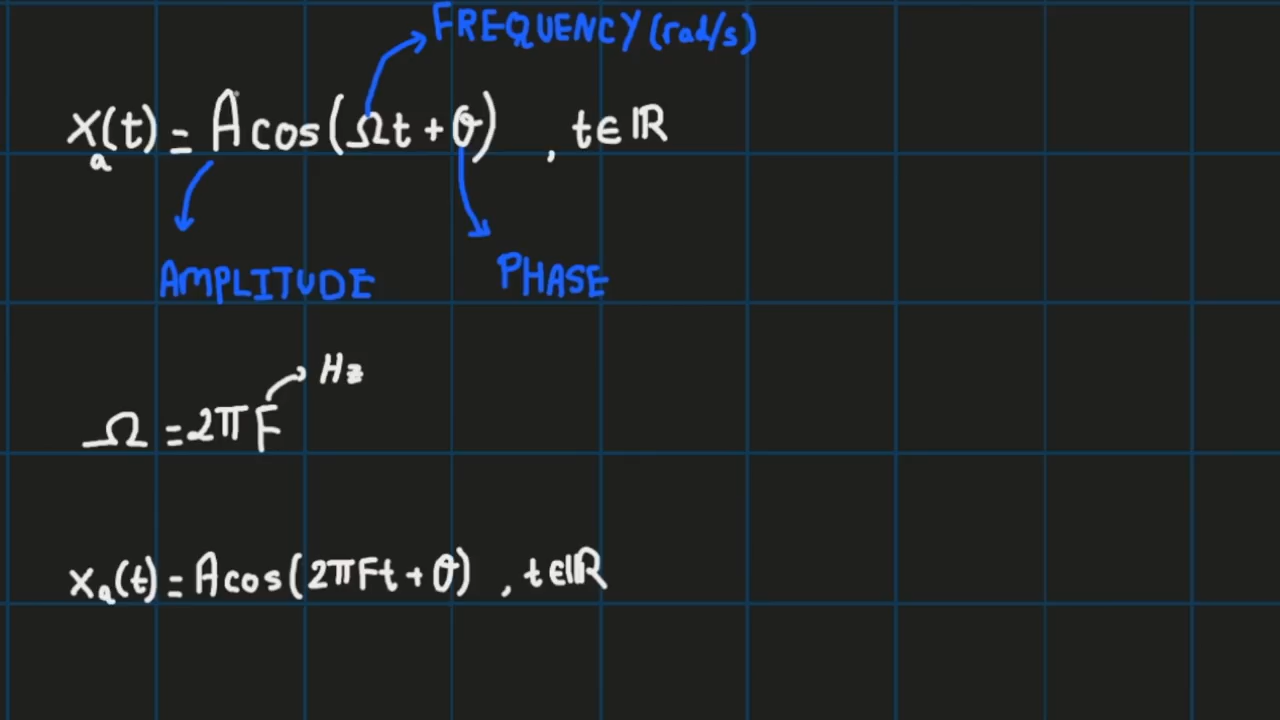 FREQUENCY (rad/s)
xₐ(t) = A cos(Ωt + θ) , t ∈ ℝ
AMPLITUDE
PHASE
Hz
Ω = 2πF
xₐ(t) = A cos(2πFt + θ) , t ∈ ℝ